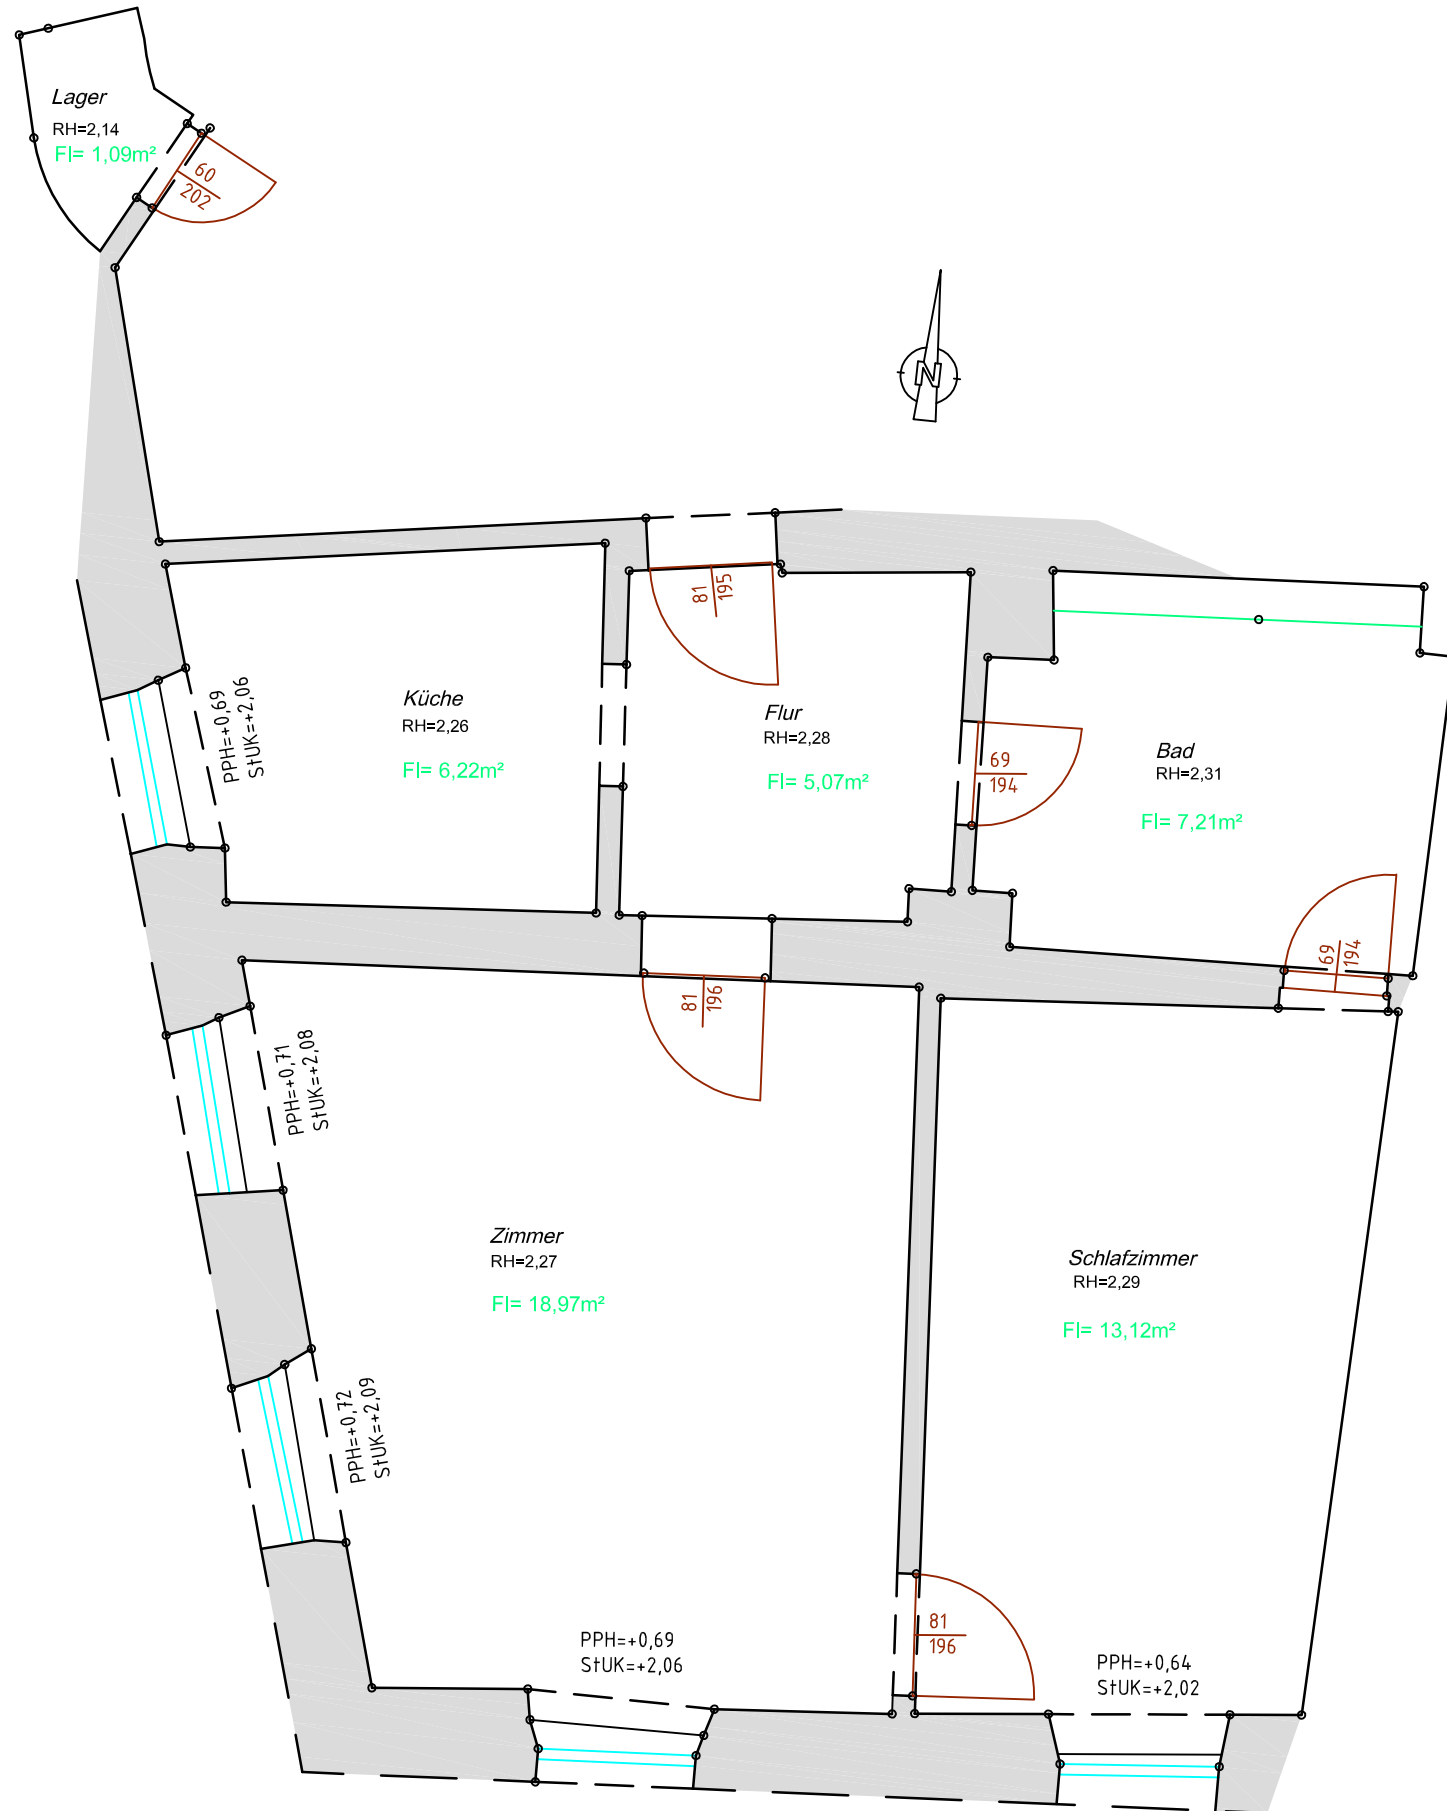 Lager
RH=2,14
Fl= 1,09m²
60
202
N
81
195
PPH=+0,69
StUK=+2,06
Küche
RH=2,26
Fl= 6,22m²
Flur
RH=2,28
Fl= 5,07m²
69
194
Bad
RH=2,31
Fl= 7,21m²
69
194
81
196
PPH=+0,71
StUK=+2,08
Zimmer
RH=2,27
Fl= 18,97m²
Schlafzimmer
RH=2,29
Fl= 13,12m²
PPH=+0,72
StUK=+2,09
81
196
PPH=+0,69
StUK=+2,06
PPH=+0,64
StUK=+2,02